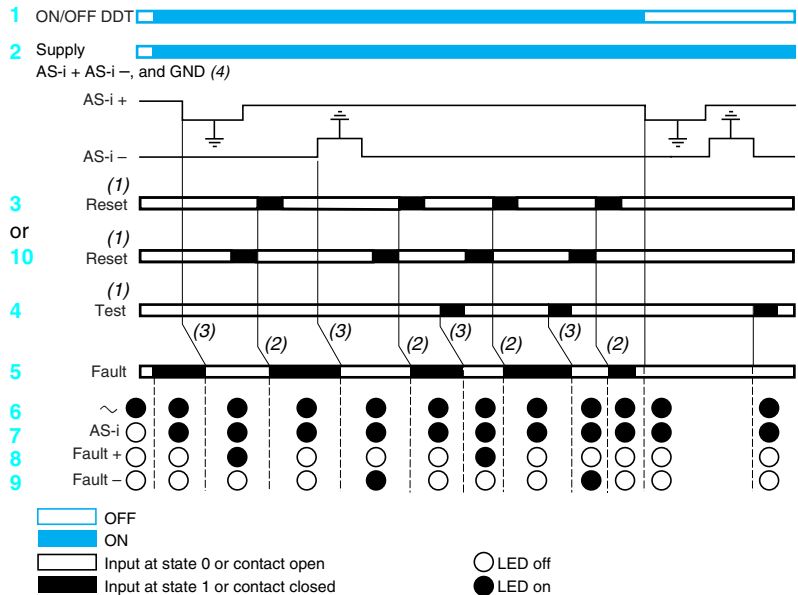 1 ON/OFF DDT
2 Supply
AS-i + AS-i –, and GND (4)
AS-i +
AS-i –
(1)
3 Reset
or
(1)
10 Reset
(1)
4 Test
(3) (2) (3) (2) (3) (2) (3) (2)
5 Fault
6 ∼
7 AS-i
8 Fault +
9 Fault –
OFF
ON
Input at state 0 or contact open LED off
Input at state 1 or contact closed LED on